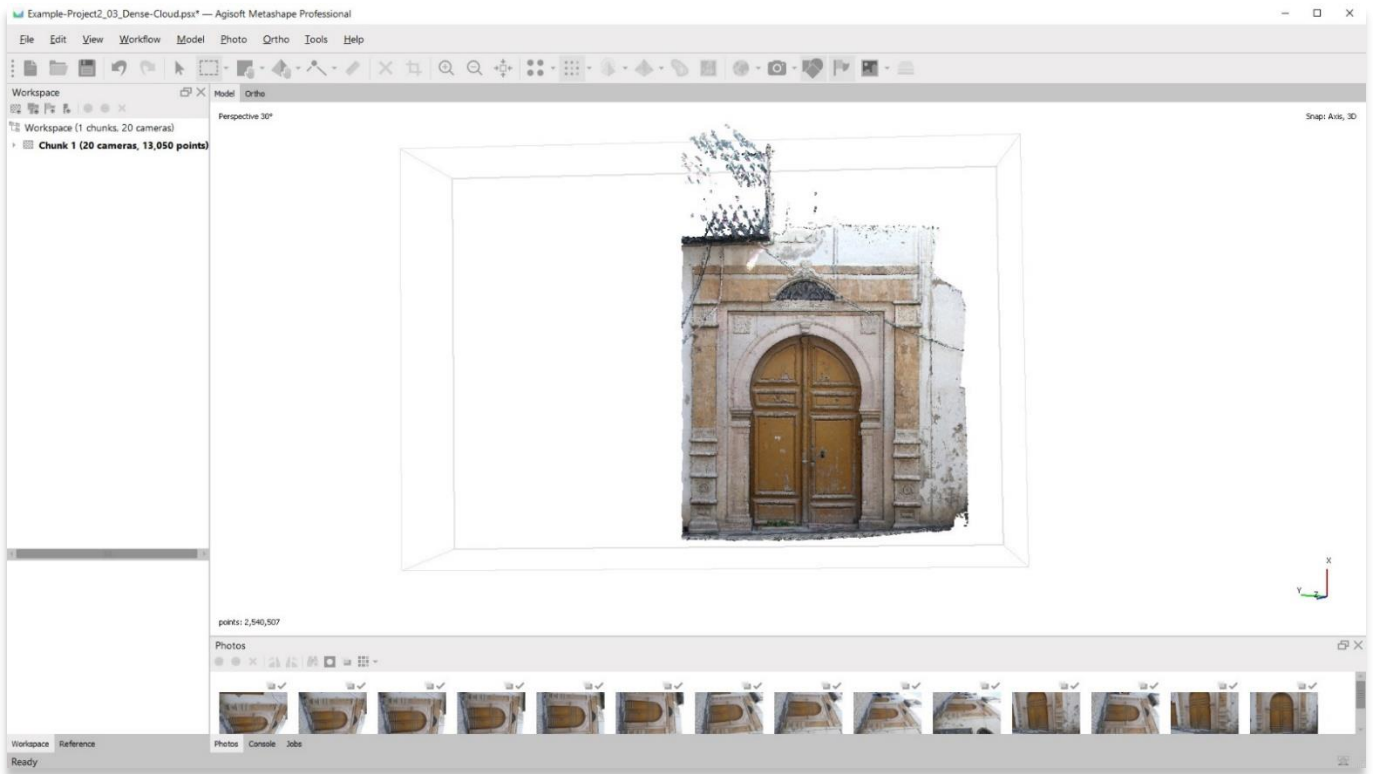 Example-Project2_03_Dense-Cloud.psx* — Agisoft Metashape Professional
File Edit View Workflow Model Photo Ortho Tools Help
Workspace
Model Ortho
Perspective 30°
Snap: Axis, 3D
Workspace (1 chunks, 20 cameras)
Chunk 1 (20 cameras, 13,050 points)
X
Y
Z
points: 2,540,507
Photos
Workspace Reference
Photos Console Jobs
Ready